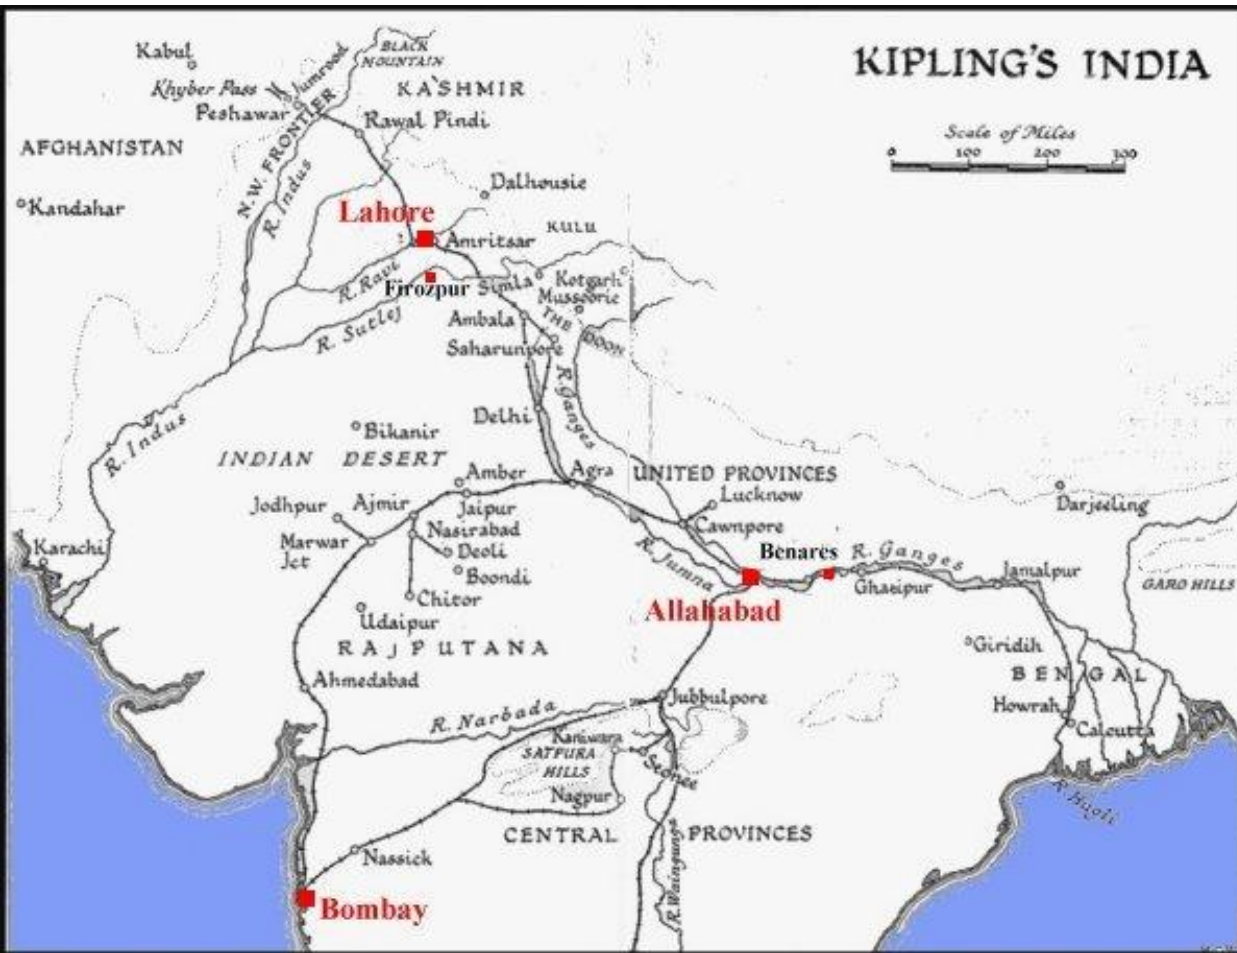 KIPLING'S INDIA
Scale of Miles
0 100 200 300
Kabul
Jumrood
BLACK
MOUNTAIN
Khyber Pass
KASHMIR
Peshawar
Rawal Pindi
AFGHANISTAN
N.W. FRONTIER
R. Indus
Dalhousie
Kandahar
Lahore
KULU
Amritsar
R. Ravi
Firozpur
Simla
Kotgarh
Mussoorie
R. Sutlej
Ambala
THE DOON
Saharunpore
R. Ganges
Delhi
Bikanir
R. Indus
INDIAN DESERT
Amber
Agra
UNITED PROVINCES
Lucknow
Jodhpur
Ajmir
Jaipur
Darjeeling
Nasirabad
Cawnpore
Marwar
Jct
Deoli
Karachi
Boondi
R. Jumna
Benares
R. Ganges
Ghazipur
Jamalpur
GARO HILLS
Chitor
Allahabad
Udaipur
RAJPUTANA
Giridih
BENGAL
Ahmedabad
Jubbulpore
Howrah
R. Narbada
Calcutta
Kaniwara
SATPURA
HILLS
Seonee
Nagpur
R. Hugli
CENTRAL PROVINCES
Nassick
R. Waingunga
Bombay